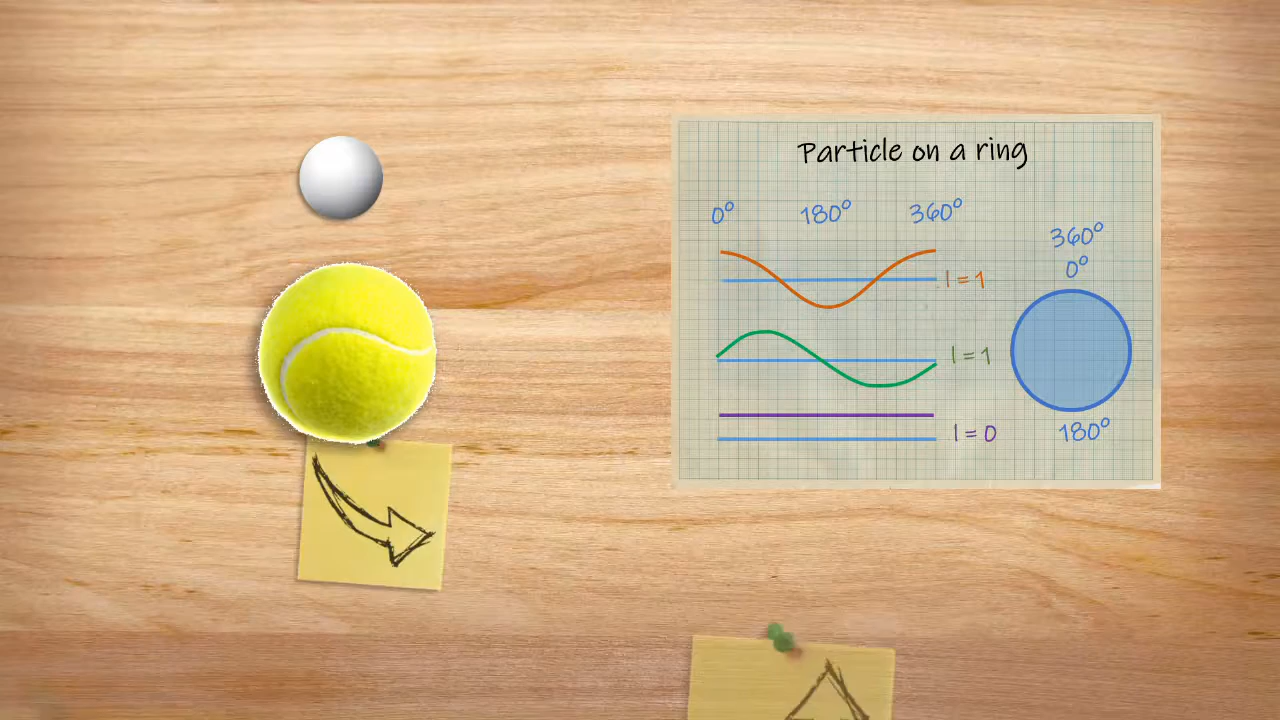 Particle on a ring
0° 180° 360°
l = 1
l = 1
l = 0
360°
0°
180°